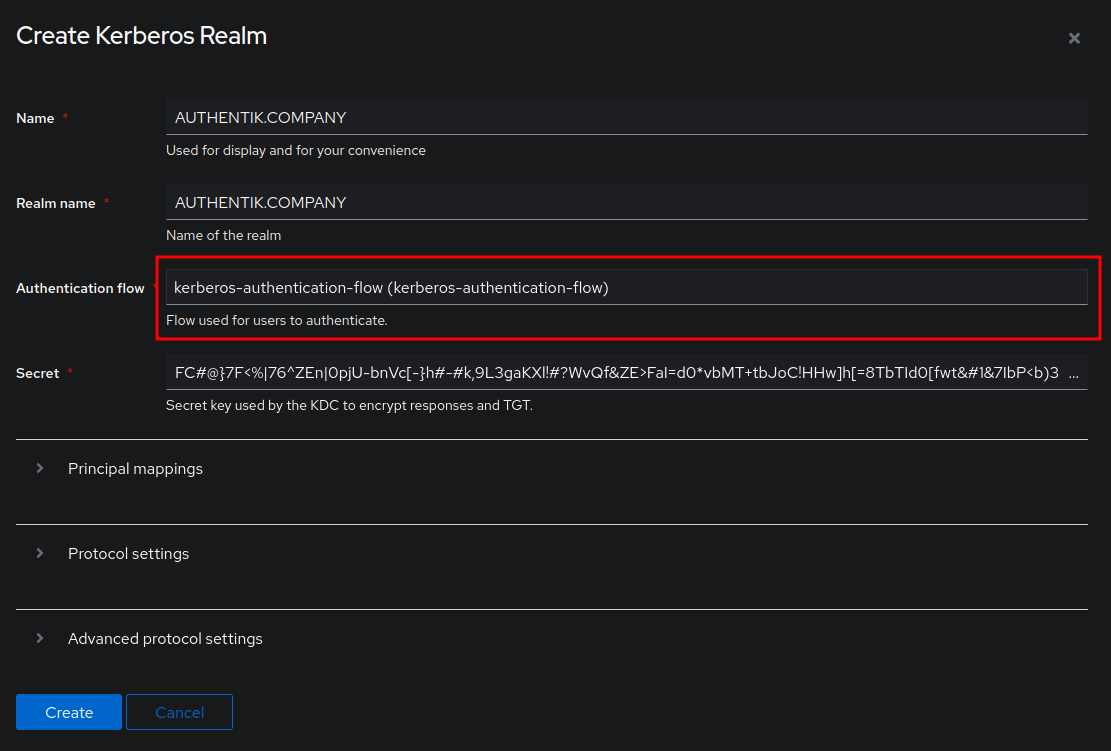 Create Kerberos Realm
Name *
AUTHENTIK.COMPANY
Used for display and for your convenience
Realm name *
AUTHENTIK.COMPANY
Name of the realm
Authentication flow *
kerberos-authentication-flow (kerberos-authentication-flow)
Flow used for users to authenticate.
Secret *
FC#@}7F<%|76^ZEn|0pjU-bnVc[-}h#-#k,9L3gaKXl!#?WvQf&ZE>FaI=d0*vbMT+tbJoC!HHw]h[=8TbTId0[fwt&#1&7IbP<b)3 ...
Secret key used by the KDC to encrypt responses and TGT.
Principal mappings
Protocol settings
Advanced protocol settings
Create Cancel